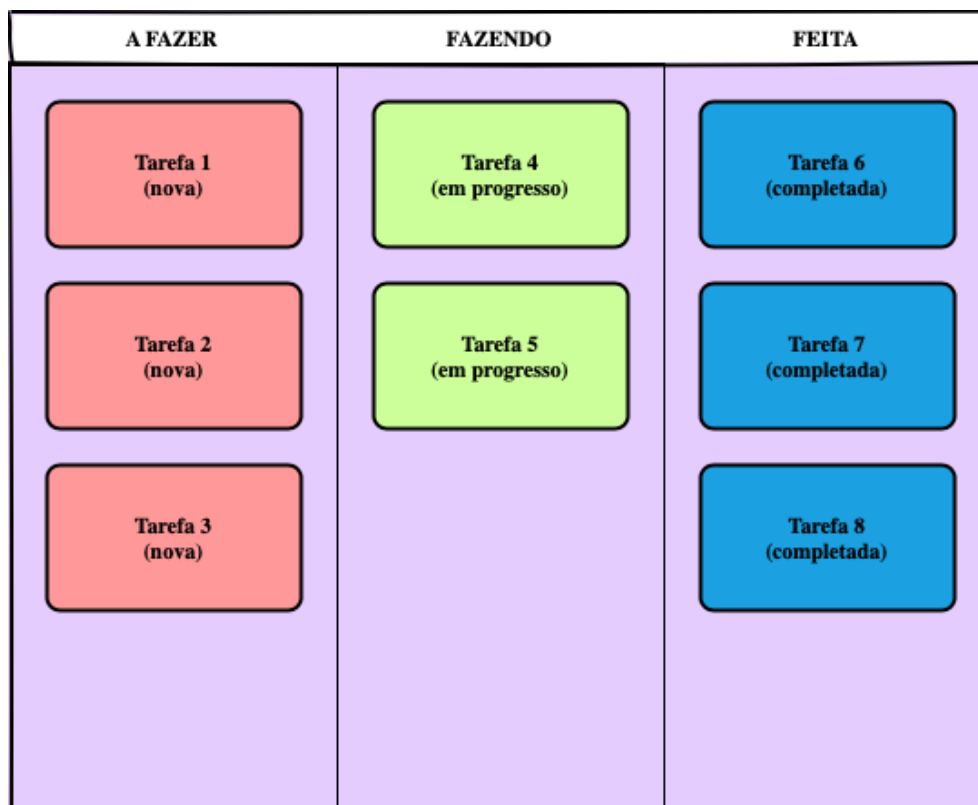 A FAZER
FAZENDO
FEITA
Tarefa 1
(nova)
Tarefa 4
(em progresso)
Tarefa 6
(completada)
Tarefa 2
(nova)
Tarefa 5
(em progresso)
Tarefa 7
(completada)
Tarefa 3
(nova)
Tarefa 8
(completada)